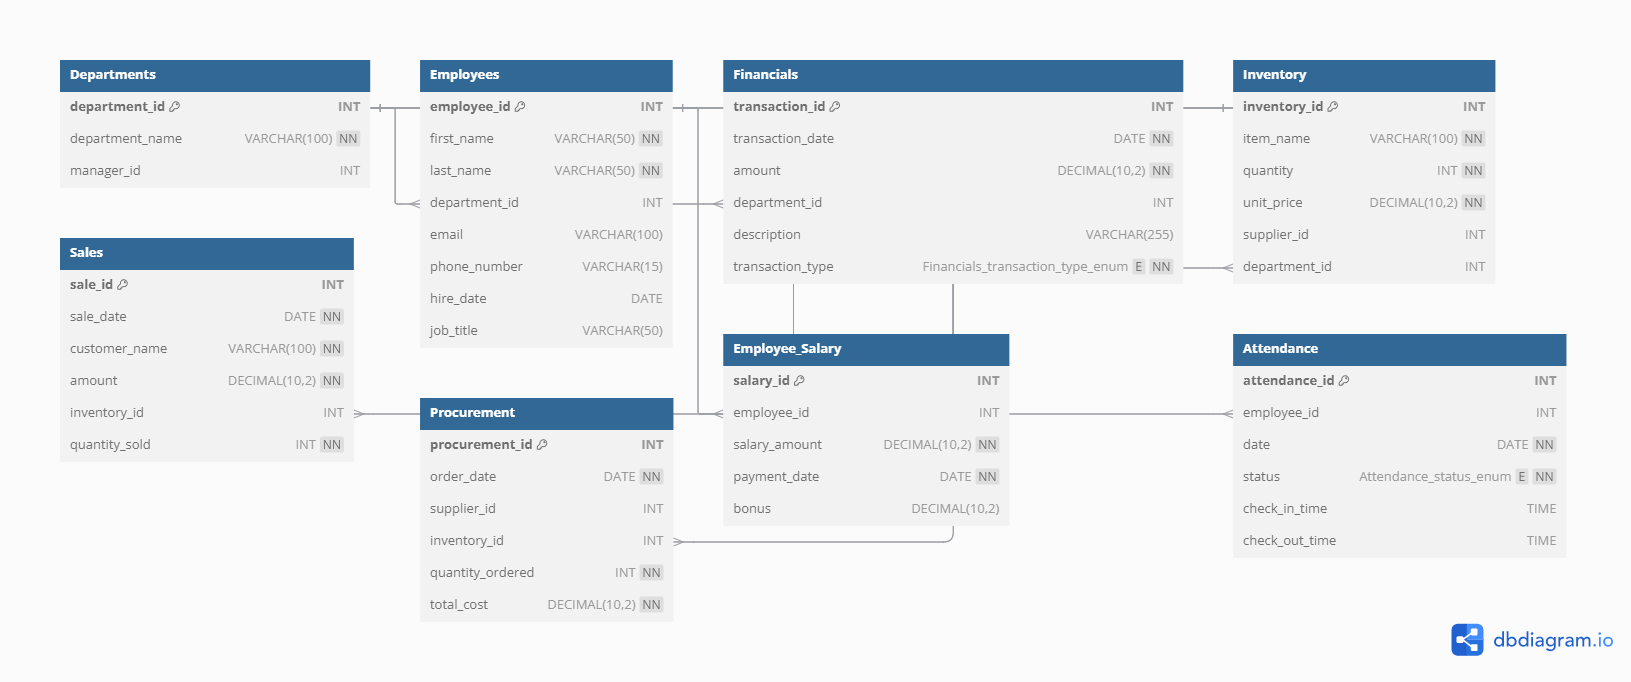 Departments
department_id INT
department_name VARCHAR(100) NN
manager_id INT
Employees
employee_id INT
first_name VARCHAR(50) NN
last_name VARCHAR(50) NN
department_id INT
email VARCHAR(100)
phone_number VARCHAR(15)
hire_date DATE
job_title VARCHAR(50)
Financials
transaction_id INT
transaction_date DATE NN
amount DECIMAL(10,2) NN
department_id INT
description VARCHAR(255)
transaction_type Financials_transaction_type_enum E NN
Inventory
inventory_id INT
item_name VARCHAR(100) NN
quantity INT NN
unit_price DECIMAL(10,2) NN
supplier_id INT
department_id INT
Sales
sale_id INT
sale_date DATE NN
customer_name VARCHAR(100) NN
amount DECIMAL(10,2) NN
inventory_id INT
quantity_sold INT NN
Procurement
procurement_id INT
order_date DATE NN
supplier_id INT
inventory_id INT
quantity_ordered INT NN
total_cost DECIMAL(10,2) NN
Employee_Salary
salary_id INT
employee_id INT
salary_amount DECIMAL(10,2) NN
payment_date DATE NN
bonus DECIMAL(10,2)
Attendance
attendance_id INT
employee_id INT
date DATE NN
status Attendance_status_enum E NN
check_in_time TIME
check_out_time TIME
dbdiagram.io